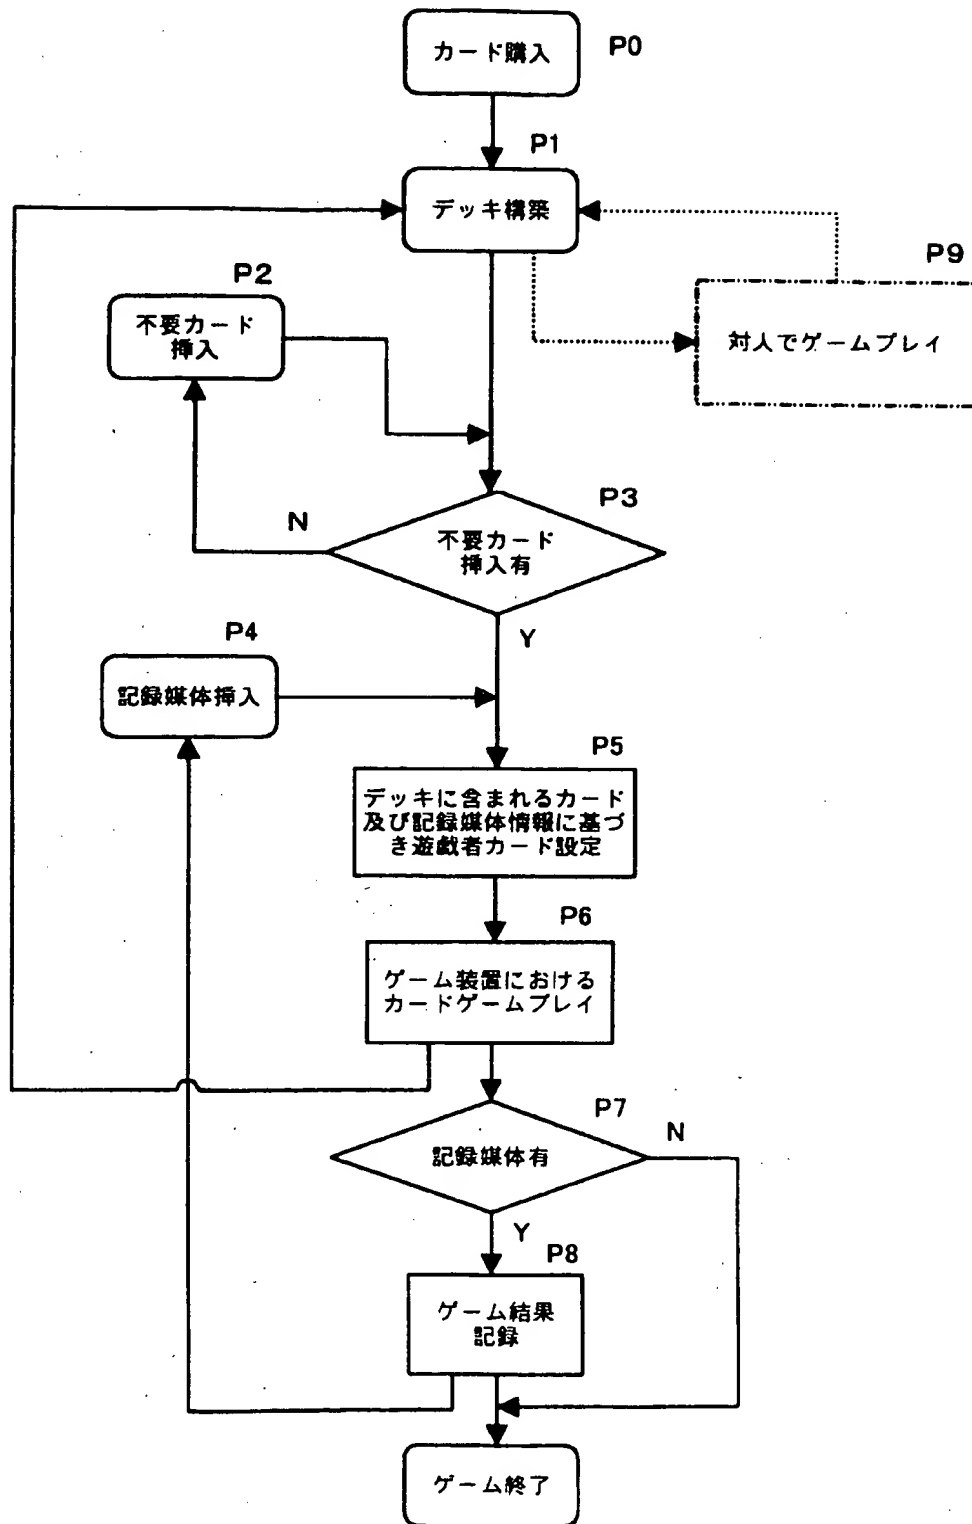 カード購入
P0
P1
デッキ構築
P9
対人でゲームプレイ
P2
不要カード
挿入
P3
N
不要カード
挿入有
Y
P4
記録媒体挿入
P5
デッキに含まれるカード
及び記録媒体情報に基づ
き遊戯者カード設定
P6
ゲーム装置における
カードゲームプレイ
P7
N
記録媒体有
Y
P8
ゲーム結果
記録
ゲーム終了